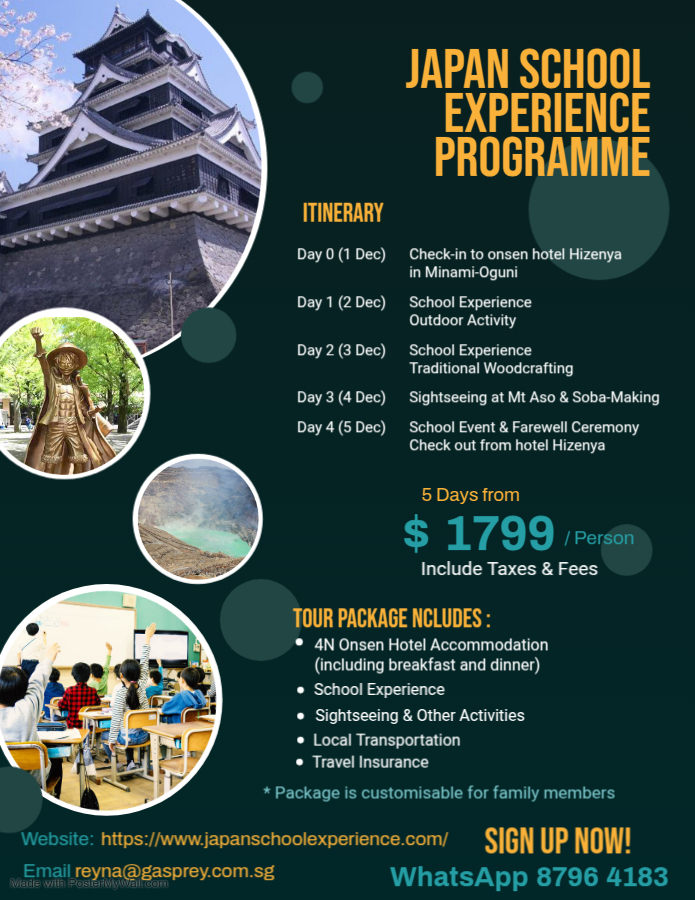 JAPAN SCHOOL
EXPERIENCE
PROGRAMME
ITINERARY
Day 0 (1 Dec) Check-in to onsen hotel Hizenya
in Minami-Oguni
Day 1 (2 Dec) School Experience
Outdoor Activity
Day 2 (3 Dec) School Experience
Traditional Woodcrafting
Day 3 (4 Dec) Sightseeing at Mt Aso & Soba-Making
Day 4 (5 Dec) School Event & Farewell Ceremony
Check out from hotel Hizenya
5 Days from
$ 1799 / Person
Include Taxes & Fees
TOUR PACKAGE NCLUDES :
• 4N Onsen Hotel Accommodation
(including breakfast and dinner)
• School Experience
• Sightseeing & Other Activities
• Local Transportation
• Travel Insurance
* Package is customisable for family members
Website: https://www.japanschoolexperience.com/
SIGN UP NOW!
Email reyna@gasprey.com.sg
WhatsApp 8796 4183
Made with PosterMyWall.com